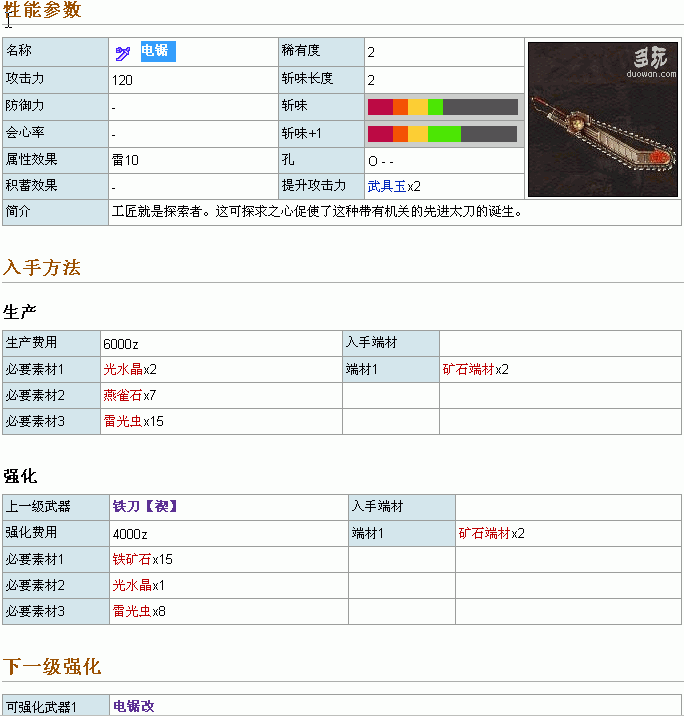 性能参数
名称 电锯 稀有度 2
多玩
duowan.com
攻击力 120 斩味长度 2
防御力 - 斩味
会心率 - 斩味+1
属性效果 雷10 孔 O - -
积蓄效果 - 提升攻击力 武具玉x2
简介 工匠就是探索者。这可探求之心促使了这种带有机关的先进太刀的诞生。
入手方法
生产
生产费用 6000z 入手端材
必要素材1 光水晶x2 端材1 矿石端材x2
必要素材2 燕雀石x7
必要素材3 雷光虫x15
强化
上一级武器 铁刀【禊】 入手端材
强化费用 4000z 端材1 矿石端材x2
必要素材1 铁矿石x15
必要素材2 光水晶x1
必要素材3 雷光虫x8
下一级强化
可强化武器1 电锯改